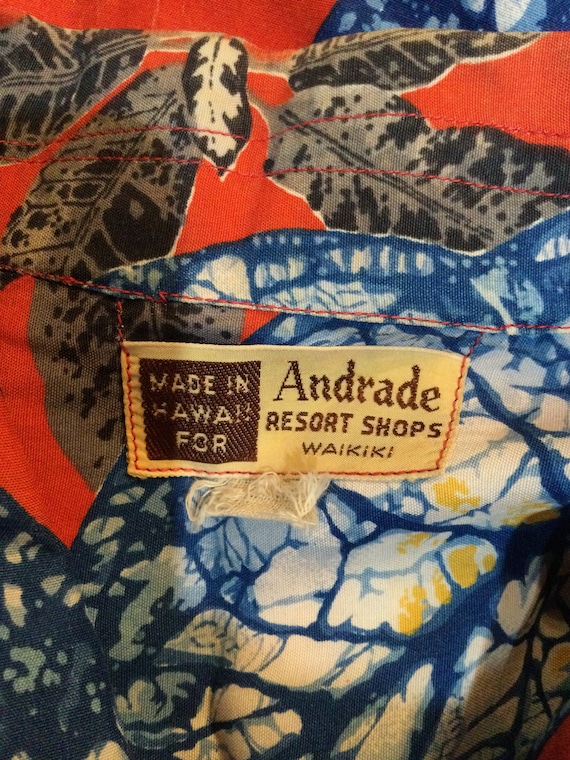 MADE IN
HAWAII
FOR
Andrade
RESORT SHOPS
WAIKIKI